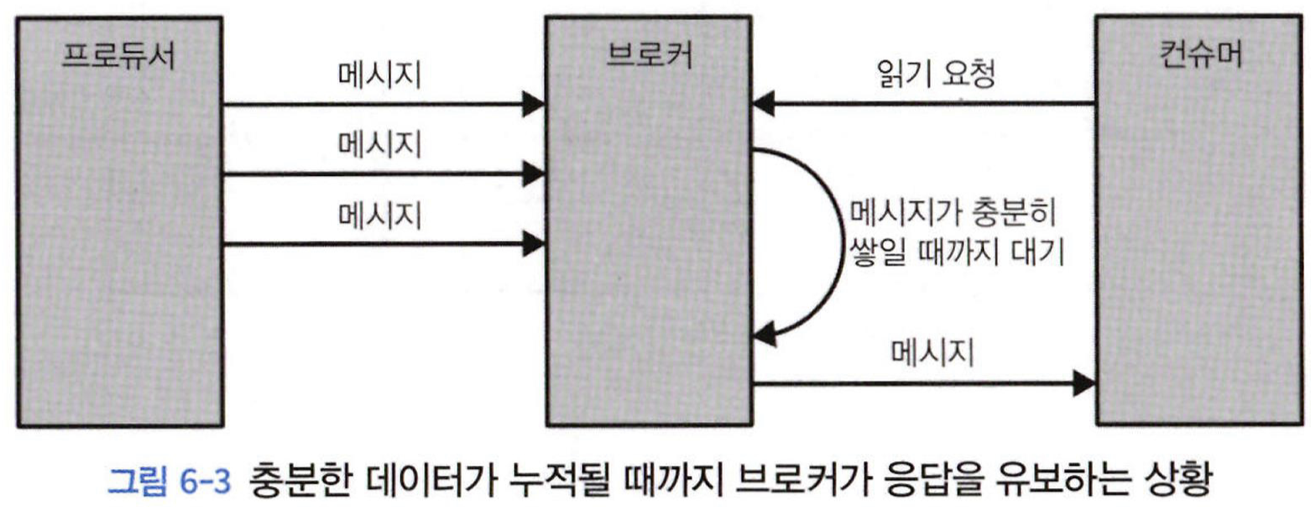 프로듀서
브로커
컨슈머
메시지
메시지
메시지
읽기 요청
메시지가 충분히
쌓일 때까지 대기
메시지
그림 6-3 충분한 데이터가 누적될 때까지 브로커가 응답을 유보하는 상황